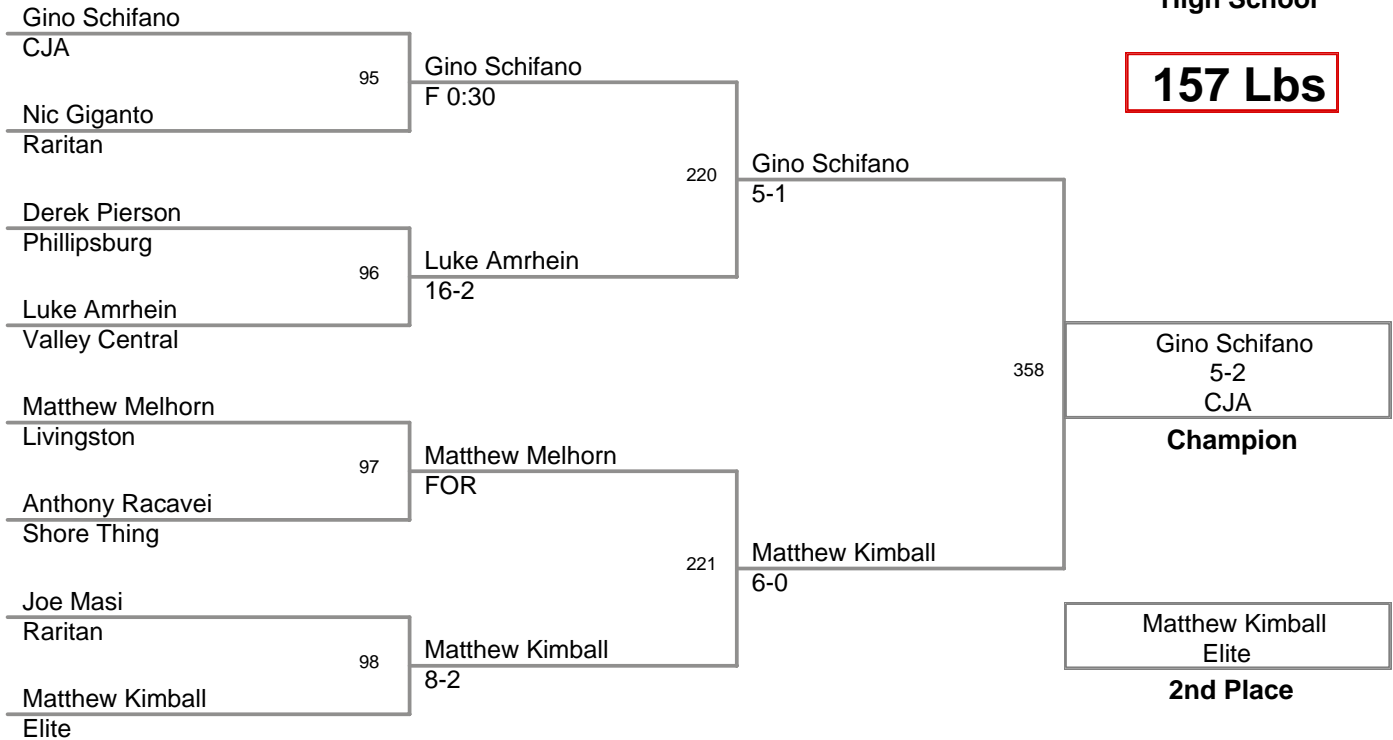 High School
157 Lbs
Gino Schifano
CJA
95
Nic Giganto
Raritan
Gino Schifano
F 0:30
Derek Pierson
Phillipsburg
96
Luke Amrhein
Valley Central
Luke Amrhein
16-2
220
Gino Schifano
5-1
Matthew Melhorn
Livingston
97
Anthony Racavei
Shore Thing
Matthew Melhorn
FOR
Joe Masi
Raritan
98
Matthew Kimball
Elite
Matthew Kimball
8-2
221
Matthew Kimball
6-0
358
Gino Schifano
5-2
CJA
Champion
Matthew Kimball
Elite
2nd Place